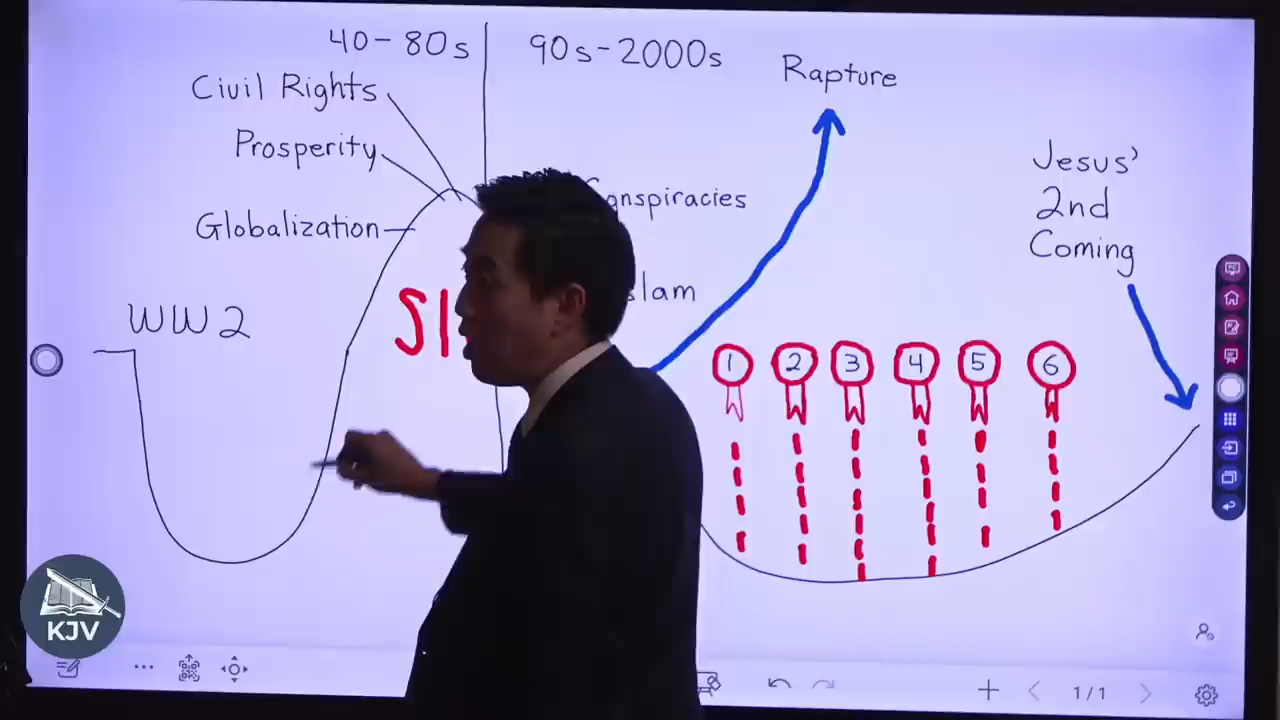 40-80s
90s-2000s
Rapture
Civil Rights
Prosperity
Globalization
Jesus'
2nd
Coming
WW2
1
2
3
4
5
6
KJV
1/1